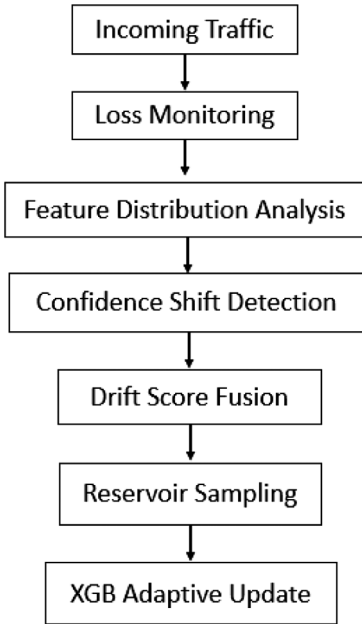 Incoming Traffic
Loss Monitoring
Feature Distribution Analysis
Confidence Shift Detection
Drift Score Fusion
Reservoir Sampling
XGB Adaptive Update